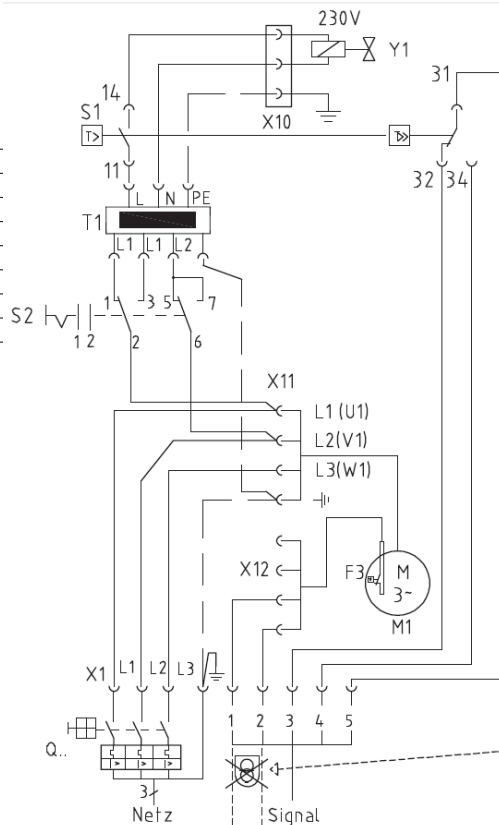 230V
Y1
31
14
S1
T>
X10
T>>
11
32 34
L N PE
T1
L1 L1 L2
1 3 5 7
S2
1 2
2 6
X11
L1(U1)
L2(V1)
L3(W1)
X12
F3
M
3~
M1
X1 L1 L2 L3
1 2 3 4 5
Q..
> > >
3
Netz
Signal